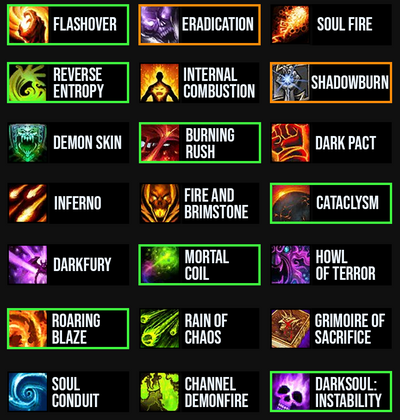 FLASHOVER
ERADICATION
SOUL FIRE
REVERSE
ENTROPY
INTERNAL
COMBUSTION
SHADOWBURN
DEMON SKIN
BURNING
RUSH
DARK PACT
INFERNO
FIRE AND
BRIMSTONE
CATACLYSM
DARKFURY
MORTAL
COIL
HOWL
OF TERROR
ROARING
BLAZE
RAIN OF
CHAOS
GRIMOIRE OF
SACRIFICE
SOUL
CONDUIT
CHANNEL
DEMONFIRE
DARKSOUL:
INSTABILITY